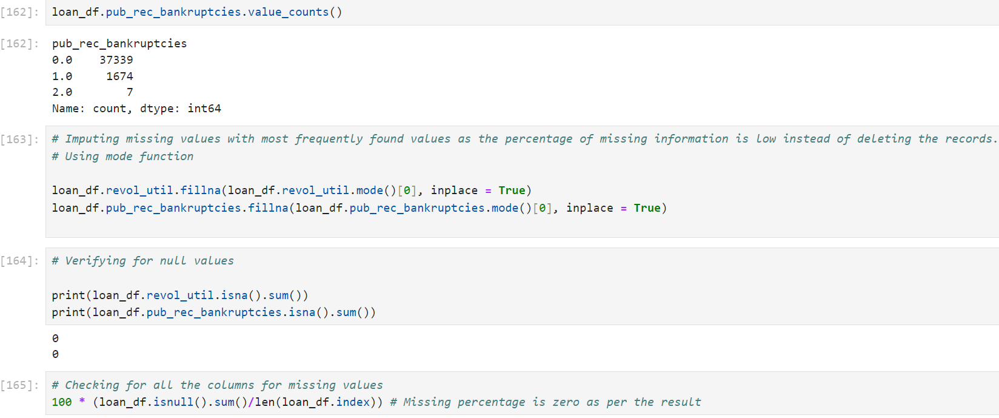 [162]: loan_df.pub_rec_bankruptcies.value_counts()
[162]: pub_rec_bankruptcies
0.0    37339
1.0     1674
2.0        7
Name: count, dtype: int64
[163]: # Imputing missing values with most frequently found values as the percentage of missing information is low instead of deleting the records.
# Using mode function
loan_df.revol_util.fillna(loan_df.revol_util.mode()[0], inplace = True)
loan_df.pub_rec_bankruptcies.fillna(loan_df.pub_rec_bankruptcies.mode()[0], inplace = True)
[164]: # Verifying for null values
print(loan_df.revol_util.isna().sum())
print(loan_df.pub_rec_bankruptcies.isna().sum())
0
0
[165]: # Checking for all the columns for missing values
100 * (loan_df.isnull().sum()/len(loan_df.index)) # Missing percentage is zero as per the result